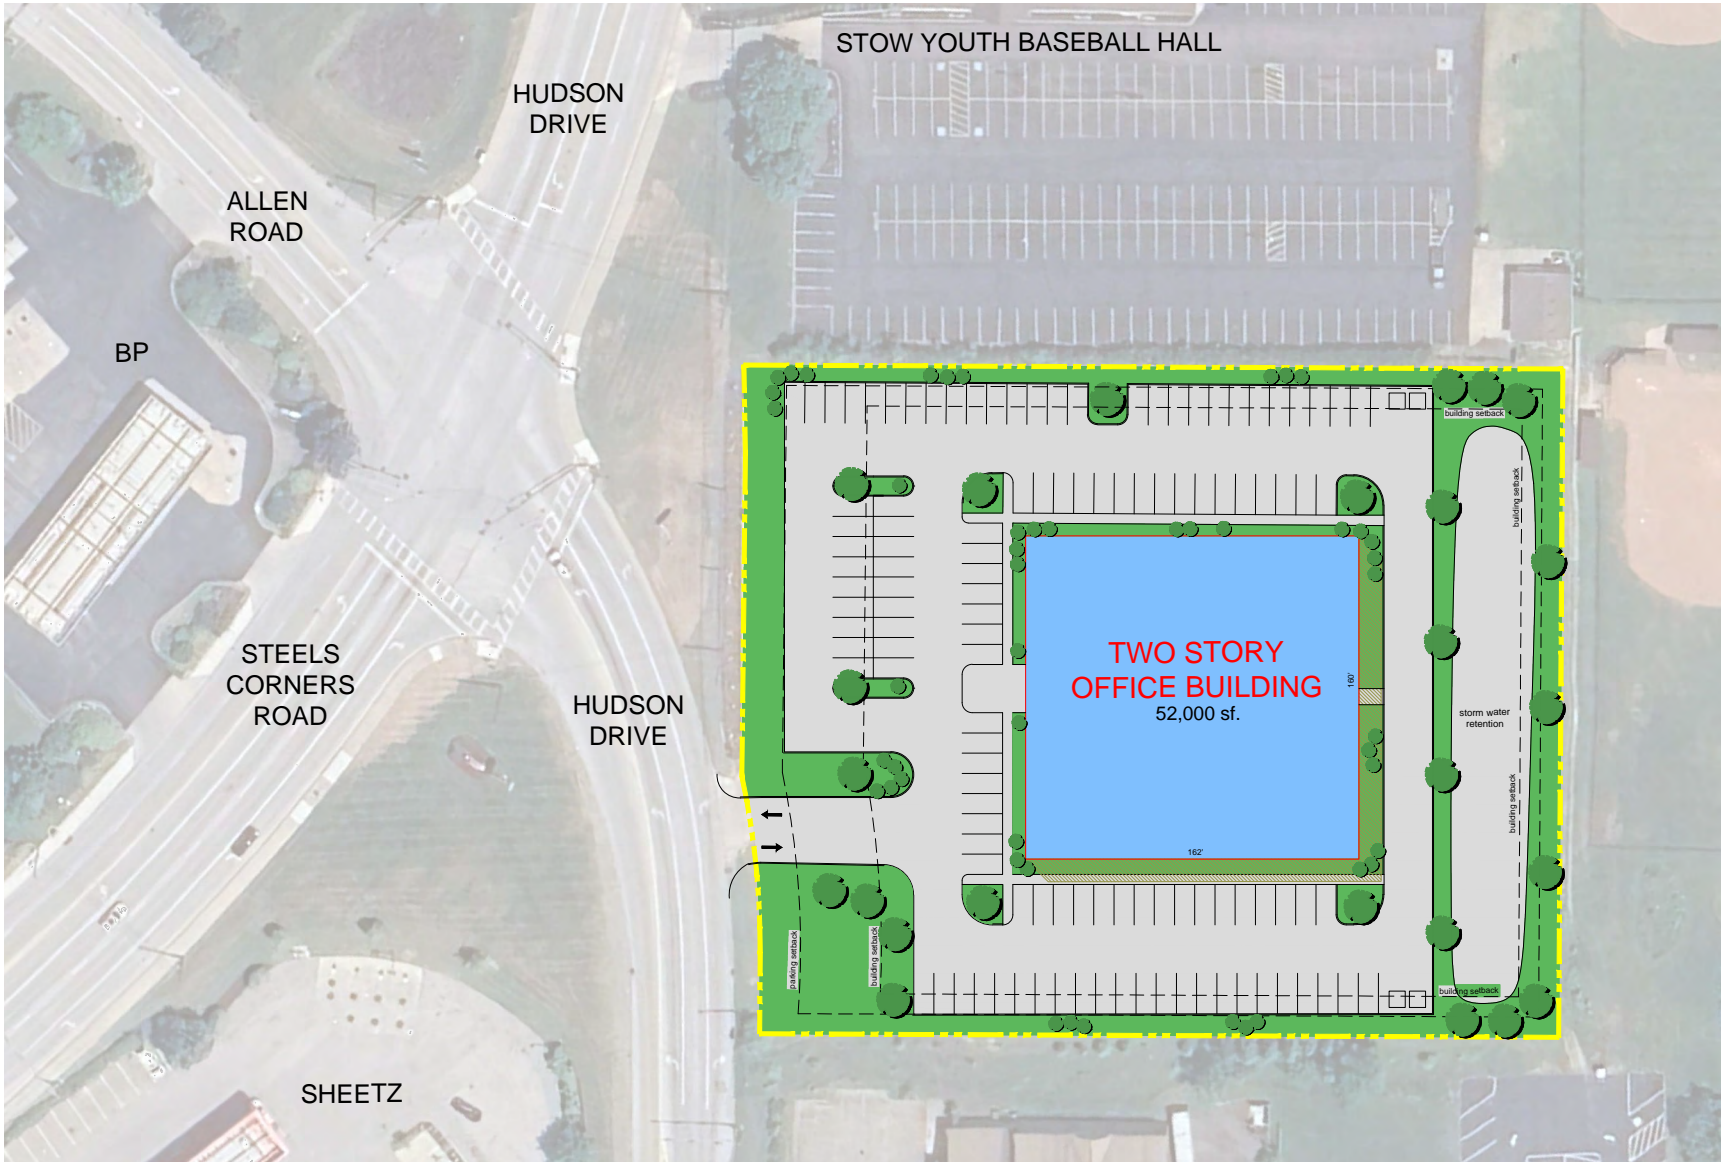 STOW YOUTH BASEBALL HALL
HUDSON
DRIVE
ALLEN
ROAD
BP
building setback
building setback
TWO STORY
OFFICE BUILDING
52,000 sf.
160'
STEELS
CORNERS
ROAD
HUDSON
DRIVE
storm water
retention
building setback
162'
parking setback
building setback
building setback
SHEETZ